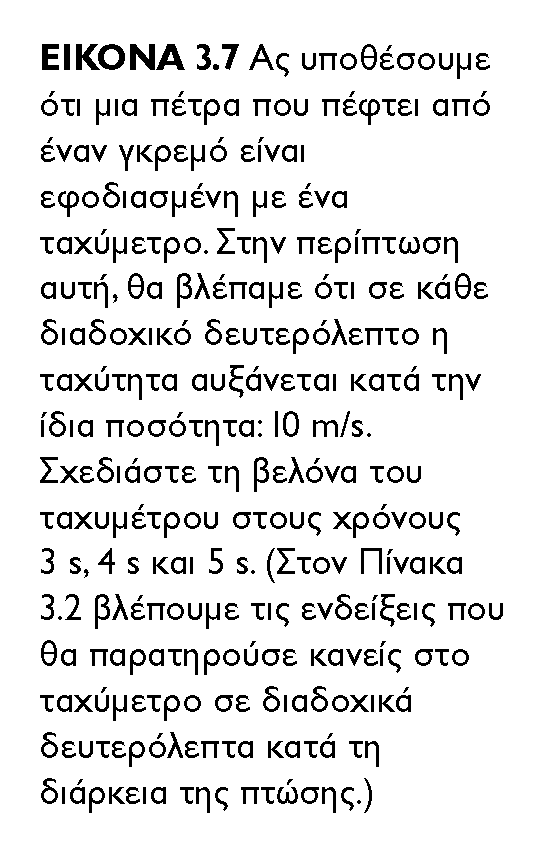 ΕΙΚΟΝΑ 3.7 Ας υποθέσουμε
ότι μια πέτρα που πέφτει από
έναν γκρεμό είναι
εφοδιασμένη με ένα
ταχύμετρο. Στην περίπτωση
αυτή, θα βλέπαμε ότι σε κάθε
διαδοχικό δευτερόλεπτο η
ταχύτητα αυξάνεται κατά την
ίδια ποσότητα: 10 m/s.
Σχεδιάστε τη βελόνα του
ταχυμέτρου στους χρόνους
3 s, 4 s και 5 s. (Στον Πίνακα
3.2 βλέπουμε τις ενδείξεις που
θα παρατηρούσε κανείς στο
ταχύμετρο σε διαδοχικά
δευτερόλεπτα κατά τη
διάρκεια της πτώσης.)